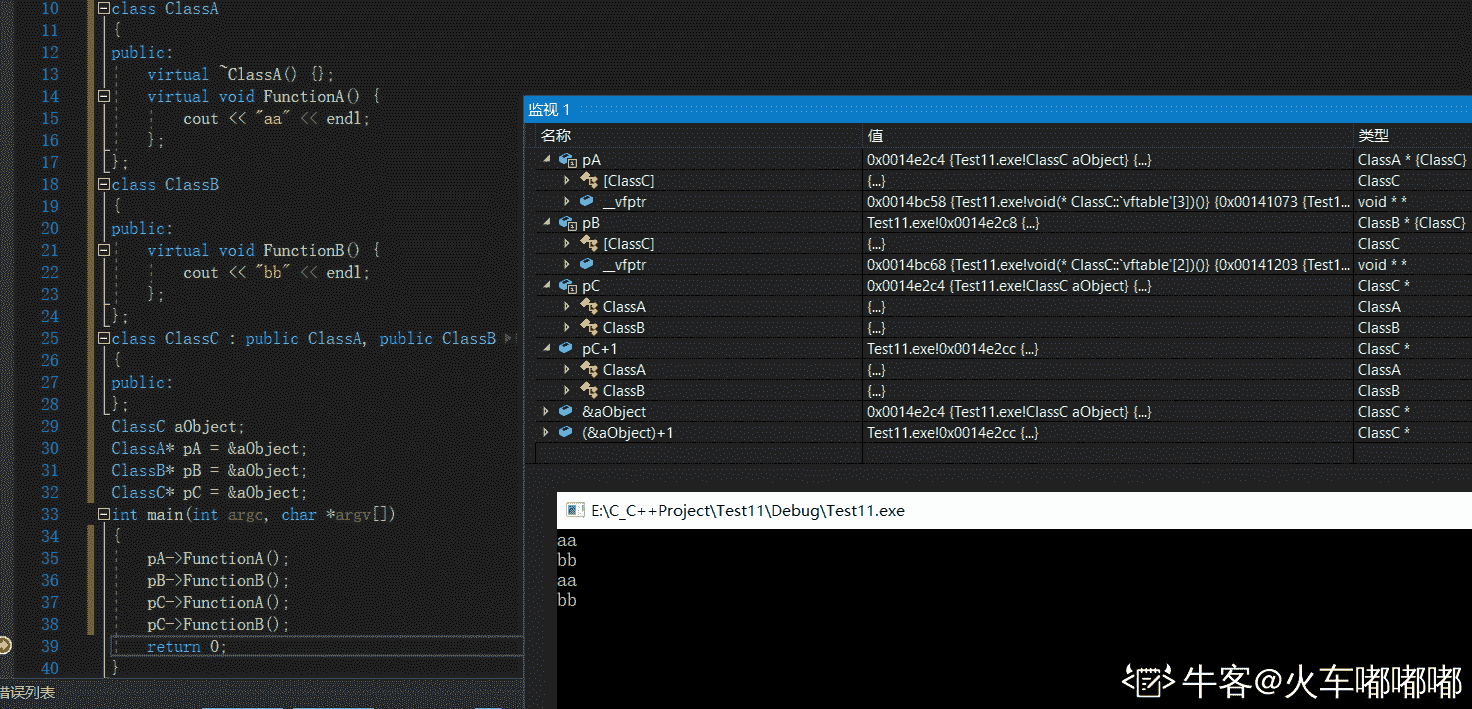 10 class ClassA
11 {
12 public:
13 virtual ~ClassA() {};
14 virtual void FunctionA() {
15 cout << "aa" << endl;
16 };
17 };
18 class ClassB
19 {
20 public:
21 virtual void FunctionB() {
22 cout << "bb" << endl;
23 };
24 };
25 class ClassC : public ClassA, public ClassB
26 {
27 public:
28 };
29 ClassC aObject;
30 ClassA* pA = &aObject;
31 ClassB* pB = &aObject;
32 ClassC* pC = &aObject;
33 int main(int argc, char *argv[])
34 {
35 pA->FunctionA();
36 pB->FunctionB();
37 pC->FunctionA();
38 pC->FunctionB();
39 return 0;
40 }
错误列表
监视 1
名称 值 类型
pA 0x0014e2c4 {Test11.exe!ClassC aObject} {...} ClassA * {ClassC}
[ClassC] {...} ClassC
__vfptr 0x0014bc58 {Test11.exe!void(* ClassC::`vftable'[3])()} {0x00141073 {Test1... void * *
pB Test11.exe!0x0014e2c8 {...} ClassB * {ClassC}
[ClassC] {...} ClassC
__vfptr 0x0014bc68 {Test11.exe!void(* ClassC::`vftable'[2])()} {0x00141203 {Test1... void * *
pC 0x0014e2c4 {Test11.exe!ClassC aObject} {...} ClassC *
ClassA {...} ClassA
ClassB {...} ClassB
pC+1 Test11.exe!0x0014e2cc {...} ClassC *
ClassA {...} ClassA
ClassB {...} ClassB
&aObject 0x0014e2c4 {Test11.exe!ClassC aObject} {...} ClassC *
(&aObject)+1 Test11.exe!0x0014e2cc {...} ClassC *
E:\C_C++Project\Test11\Debug\Test11.exe
aa
bb
aa
bb
牛客@火车嘟嘟嘟